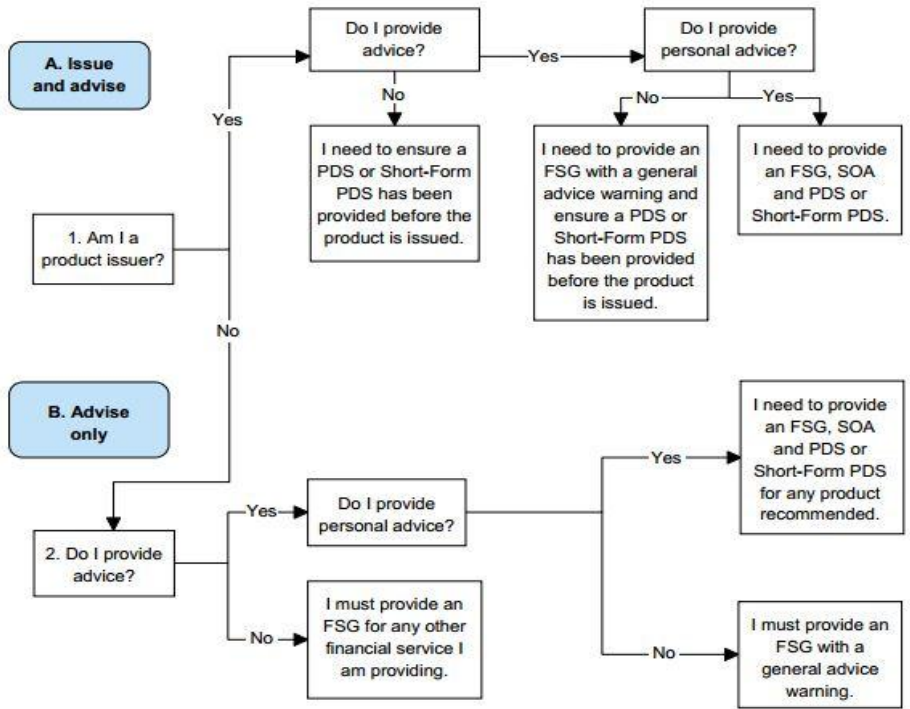 Do I provide
advice?
Yes
Do I provide
personal advice?
A. Issue
and advise
No
No
Yes
Yes
I need to ensure a
PDS or Short-Form
PDS has been
provided before the
product is issued.
I need to provide an
FSG with a general
advice warning and
ensure a PDS or
Short-Form PDS
has been provided
before the product
is issued.
I need to provide
an FSG, SOA
and PDS or
Short-Form PDS.
1. Am I a
product issuer?
No
B. Advise
only
I need to provide
an FSG, SOA
and PDS or
Short-Form PDS
for any product
recommended.
Yes
Yes
Do I provide
personal advice?
2. Do I provide
advice?
No
I must provide an
FSG for any other
financial service I
am providing.
No
I must provide an
FSG with a
general advice
warning.